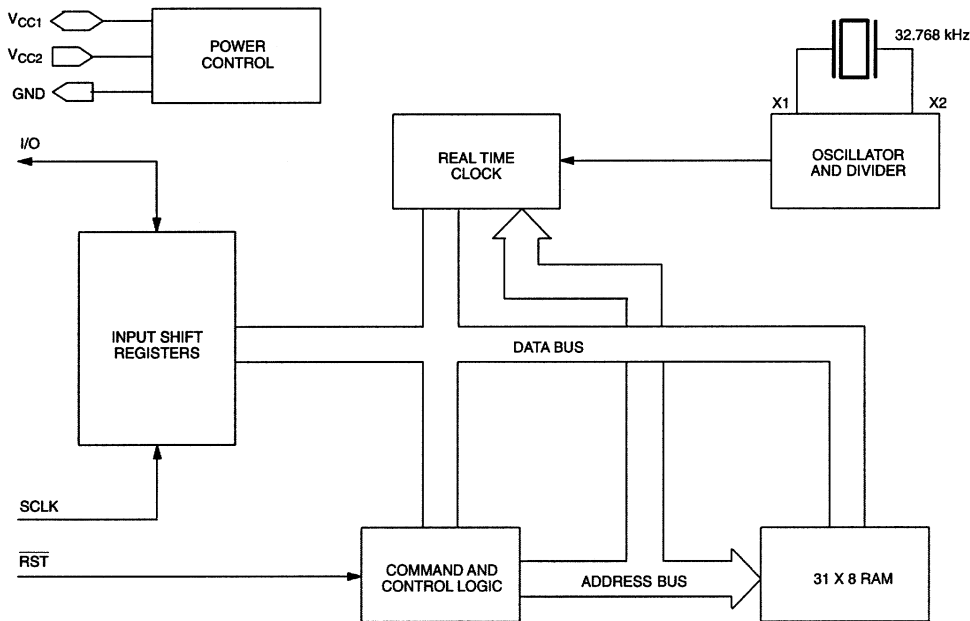 VCC1
VCC2
GND
POWER
CONTROL
32.768 kHz
X1
X2
I/O
REAL TIME
CLOCK
OSCILLATOR
AND DIVIDER
INPUT SHIFT
REGISTERS
DATA BUS
SCLK
RST
COMMAND AND
CONTROL LOGIC
ADDRESS BUS
31 X 8 RAM